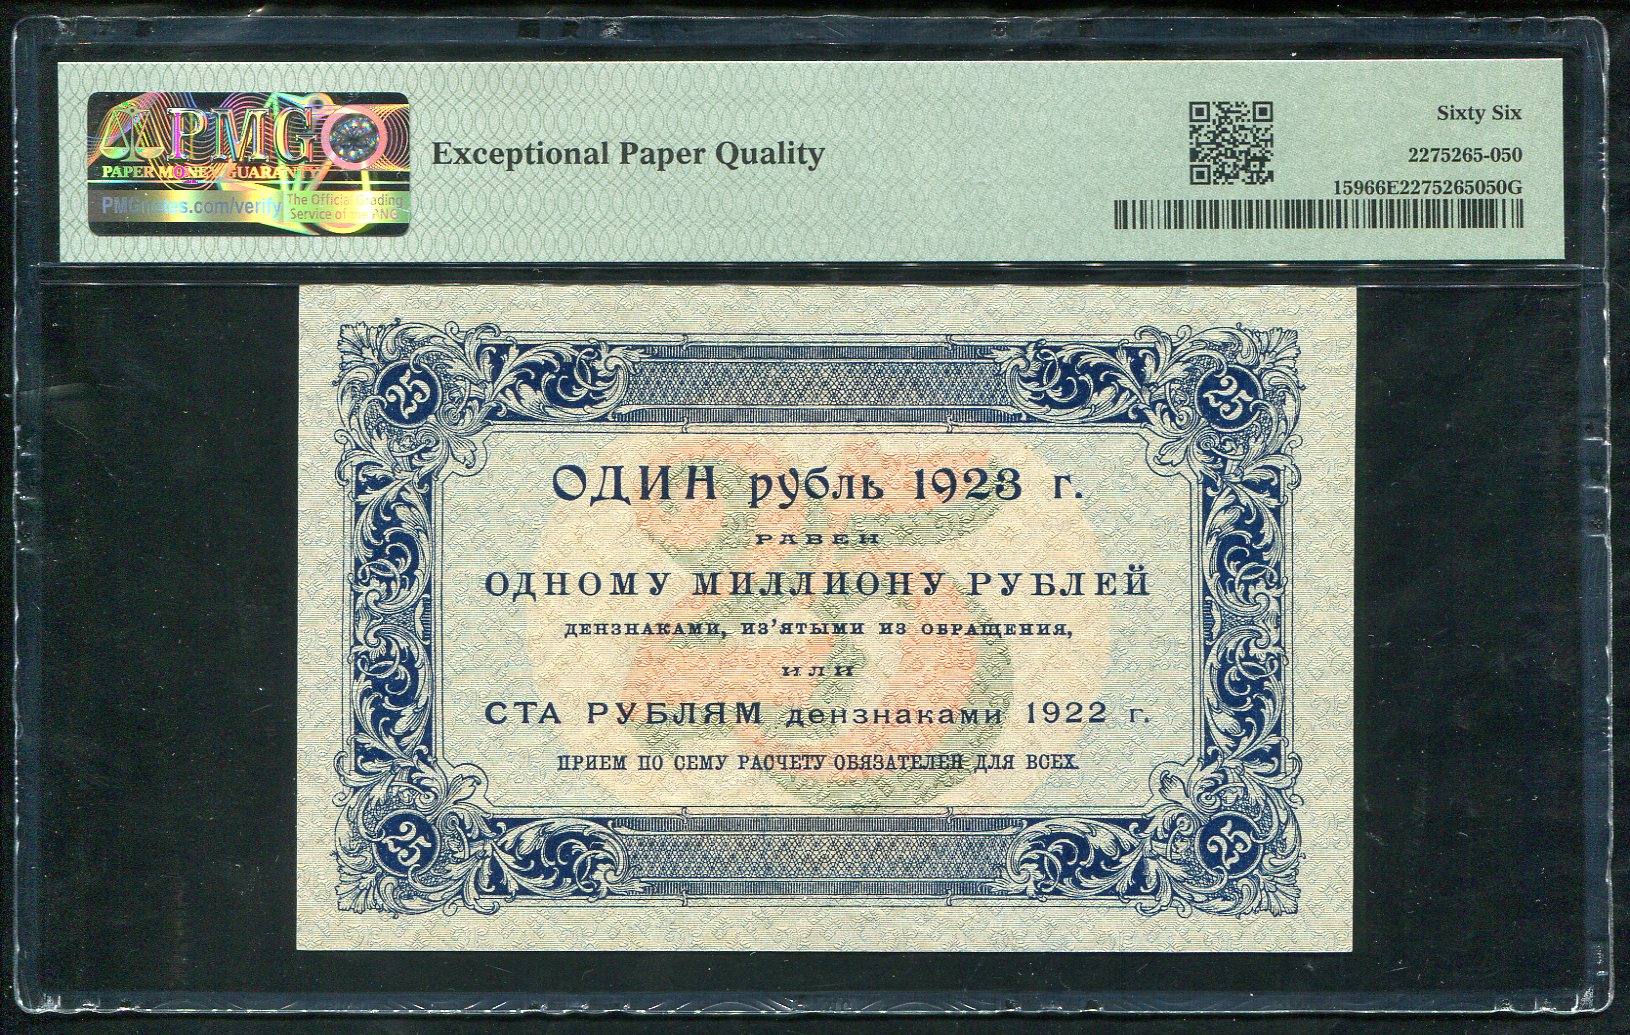 PMG
PAPER MONEY GUARANTY
PMGnotes.com/verify
The Official Grading
Service of the PNG
Exceptional Paper Quality
Sixty Six
2275265-050
15966E2275265050G
25 25
ОДИН рубль 1923 г.
РАВЕН
ОДНОМУ МИЛЛИОНУ РУБЛЕЙ
ДЕНЗНАКАМИ, ИЗ’ЯТЫМИ ИЗ ОБРАЩЕНИЯ,
ИЛИ
СТА РУБЛЯМ дензнаками 1922 г.
ПРИЕМ ПО СЕМУ РАСЧЕТУ ОБЯЗАТЕЛЕН ДЛЯ ВСЕХ.
25
25 25